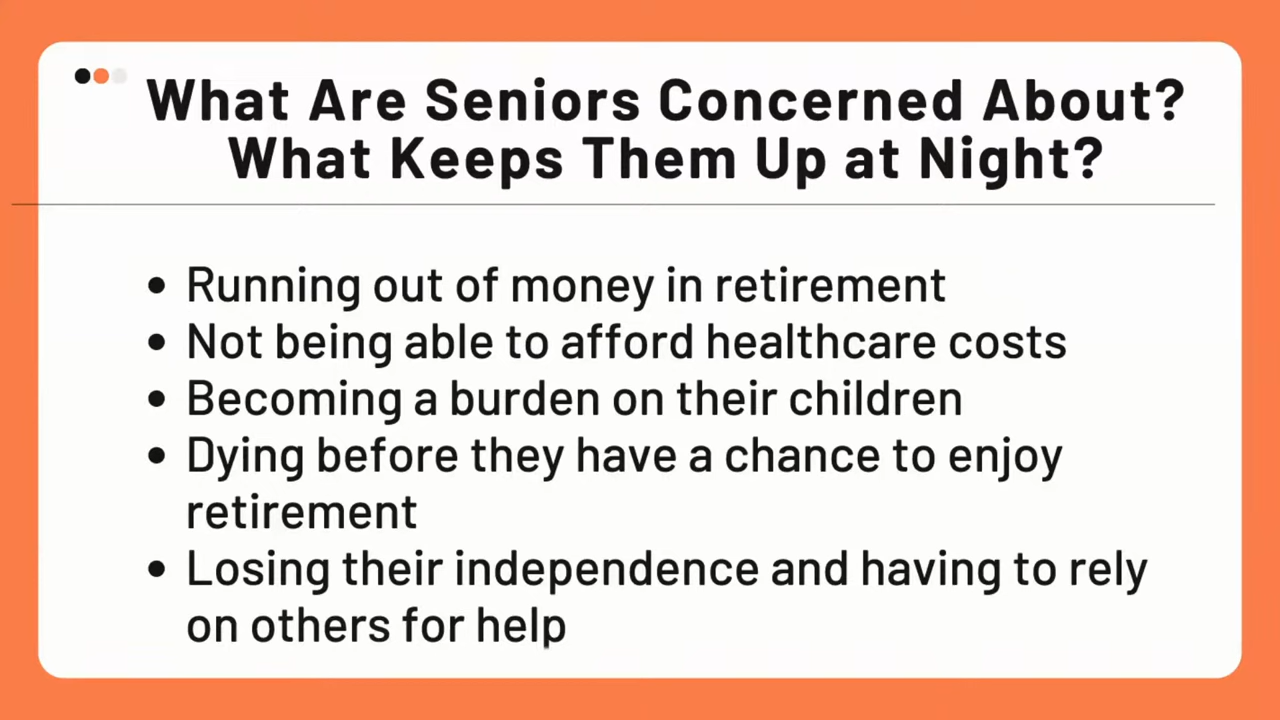 What Are Seniors Concerned About?
What Keeps Them Up at Night?
• Running out of money in retirement
• Not being able to afford healthcare costs
• Becoming a burden on their children
• Dying before they have a chance to enjoy
retirement
• Losing their independence and having to rely
on others for help